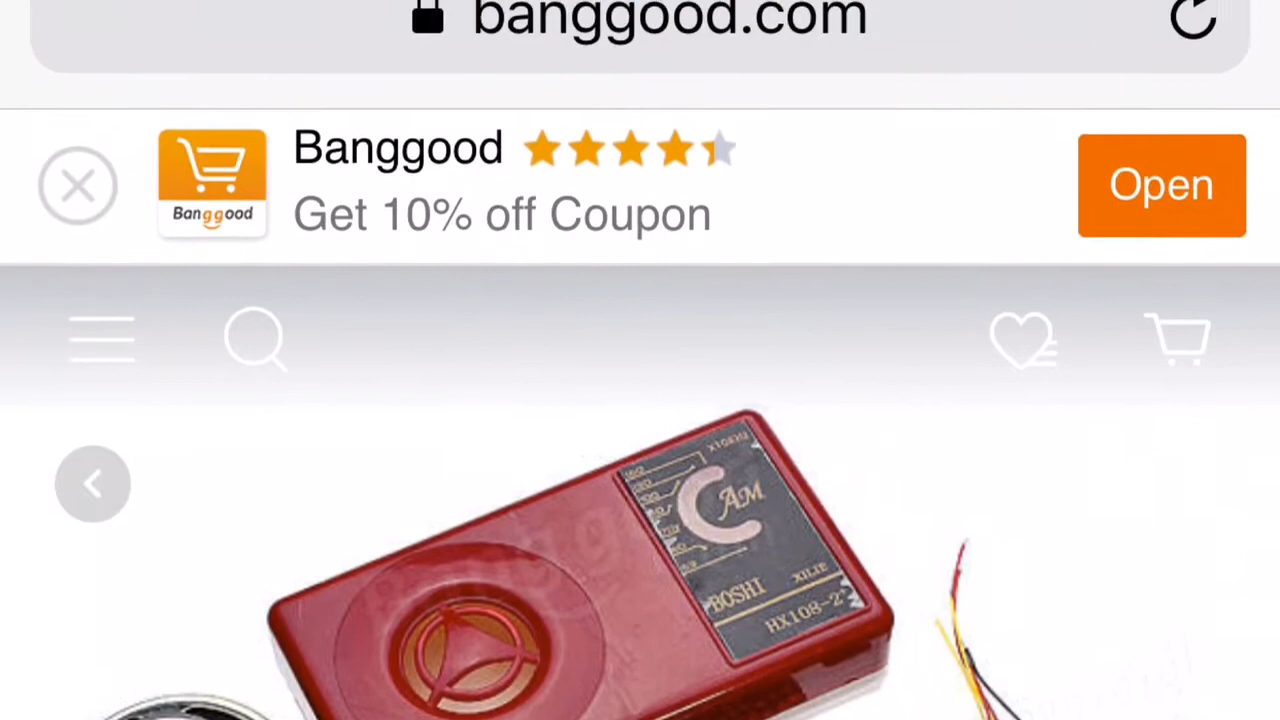 banggood.com
Banggood
Get 10% off Coupon
Banggood
Open
AM
BOSHI XILIE
HX108-2